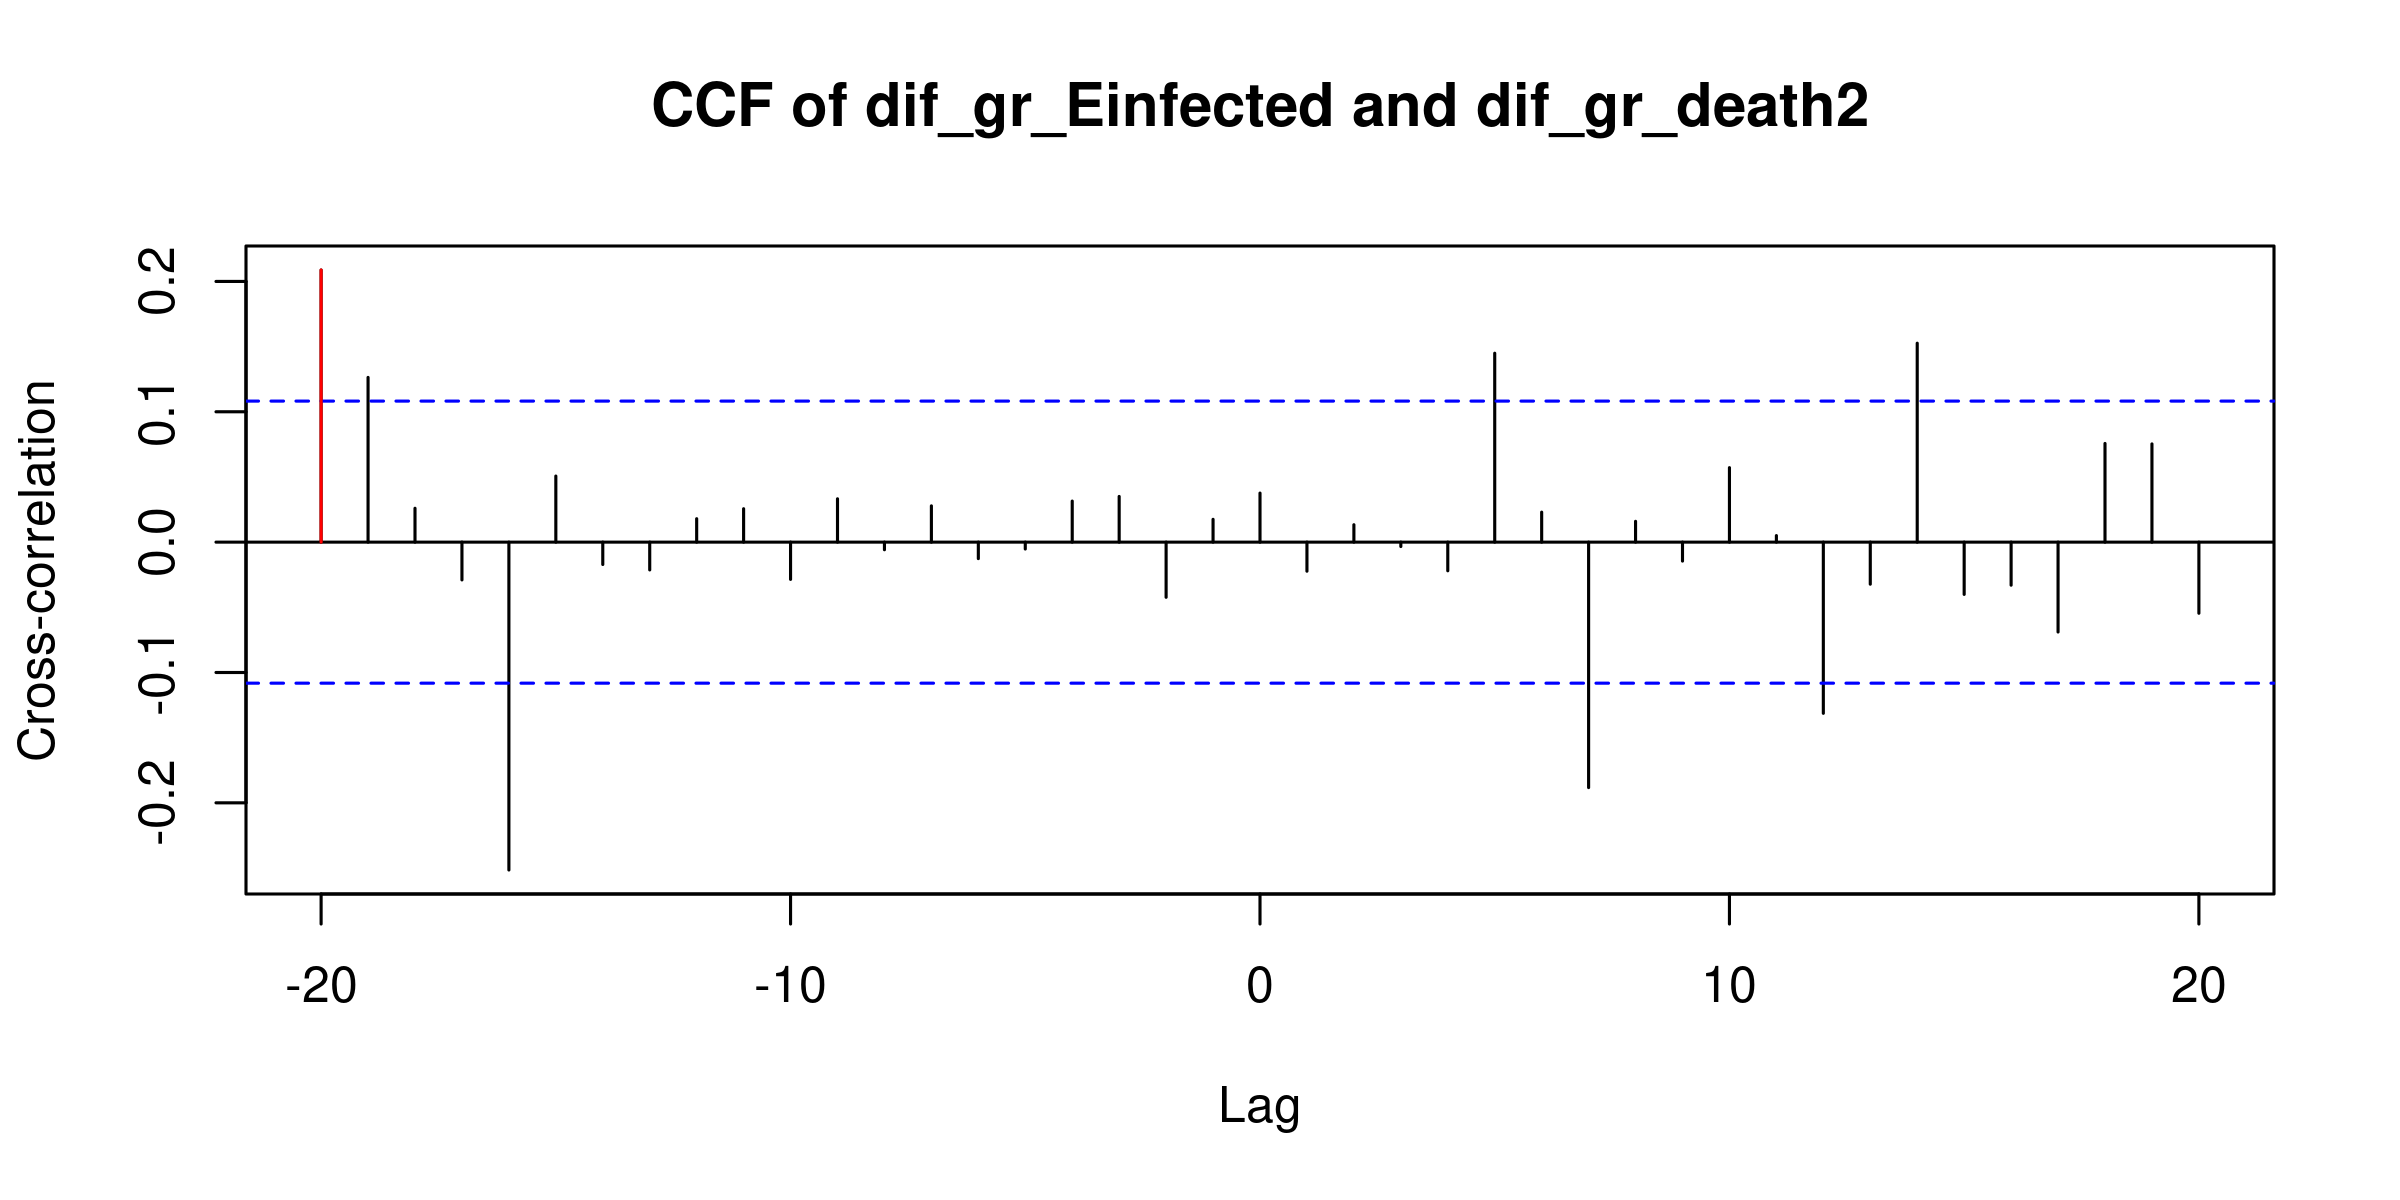 CCF of dif_gr_Einfected and dif_gr_death2
Cross-correlation
0.2
0.1
0.0
-0.1
-0.2
-20 -10 0 10 20
Lag